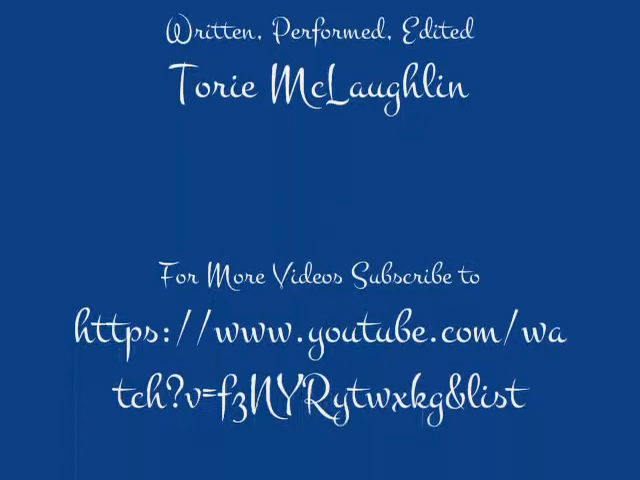 Written, Performed, Edited
Torie McLaughlin
For More Videos Subscribe to
https://www.youtube.com/wa
tch?v=f3NYRytwxkg&list